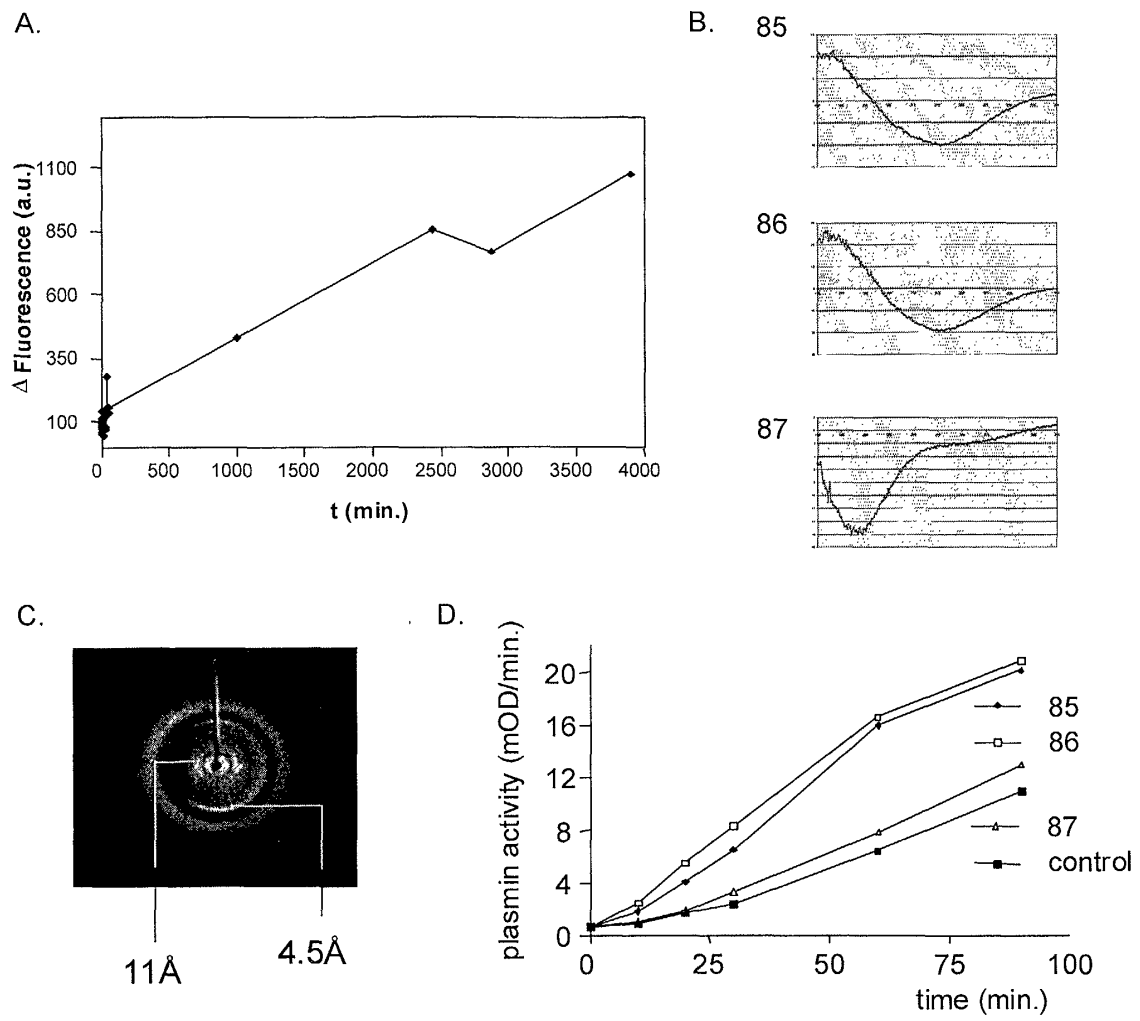 A.
Δ Fluorescence (a.u.)
1100
850
600
350
100
0 500 1000 1500 2000 2500 3000 3500 4000
t (min.)
B.
85
86
87
C.
11Å
4.5Å
D.
plasmin activity (mOD/min.)
20
16
12
8
4
0
0 25 50 75 100
time (min.)
85
86
87
control